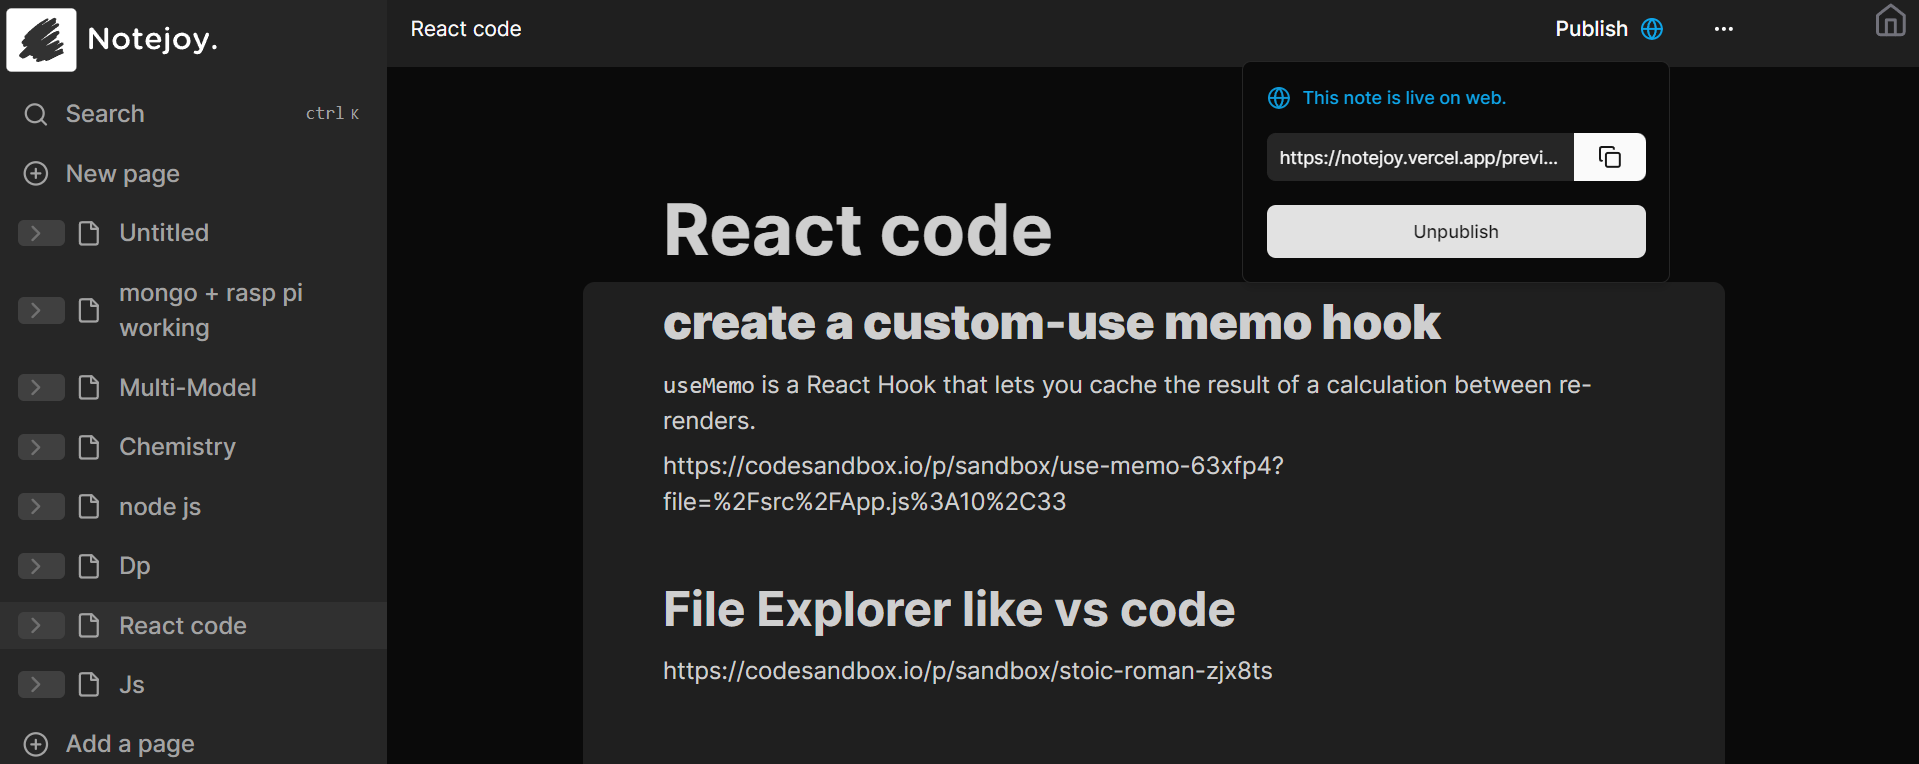 Notejoy.
Search ctrl K
New page
Untitled
mongo + rasp pi
working
Multi-Model
Chemistry
node js
Dp
React code
Js
Add a page
React code
Publish
This note is live on web.
https://notejoy.vercel.app/previ...
Unpublish
React code
create a custom-use memo hook
useMemo is a React Hook that lets you cache the result of a calculation between re-
renders.
https://codesandbox.io/p/sandbox/use-memo-63xfp4?
file=%2Fsrc%2FApp.js%3A10%2C33
File Explorer like vs code
https://codesandbox.io/p/sandbox/stoic-roman-zjx8ts